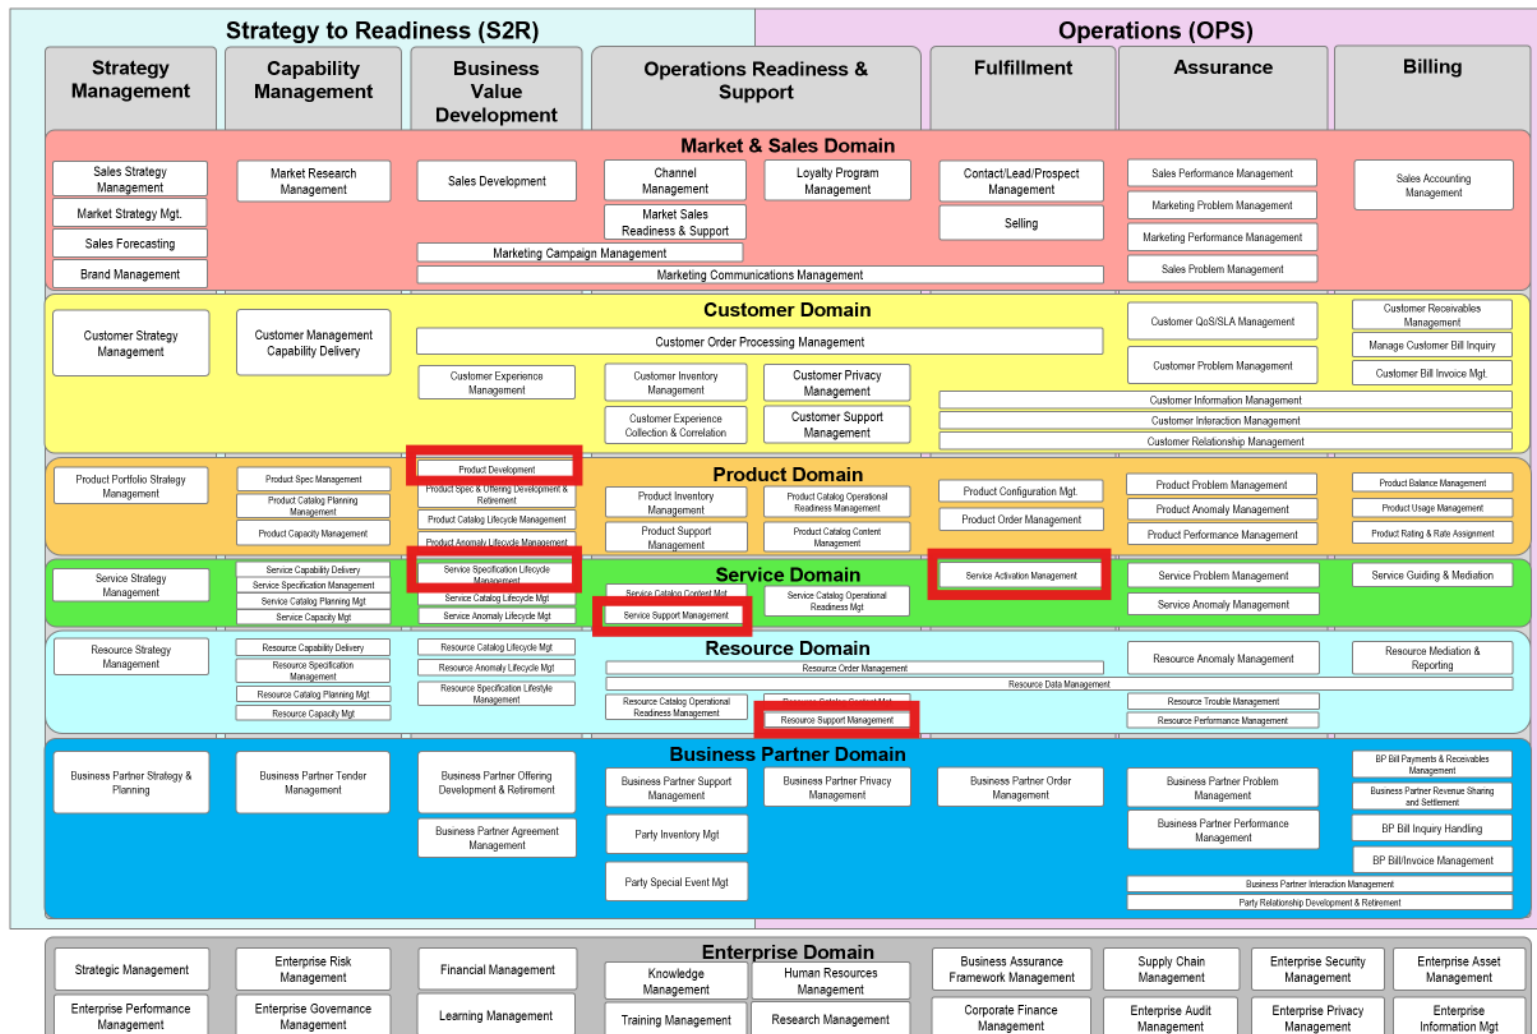 Strategy to Readiness (S2R)
Operations (OPS)
Strategy
Management
Capability
Management
Business
Value
Development
Operations Readiness &
Support
Fulfillment
Assurance
Billing
Market & Sales Domain
Sales Strategy
Management
Market Strategy Mgt.
Sales Forecasting
Brand Management
Market Research
Management
Sales Development
Channel
Management
Market Sales
Readiness & Support
Loyalty Program
Management
Marketing Campaign Management
Marketing Communications Management
Contact/Lead/Prospect
Management
Selling
Sales Performance Management
Marketing Problem Management
Marketing Performance Management
Sales Problem Management
Sales Accounting
Management
Customer Domain
Customer Strategy
Management
Customer Management
Capability Delivery
Customer Order Processing Management
Customer Experience
Management
Customer Inventory
Management
Customer Experience
Collection & Correlation
Customer Privacy
Management
Customer Support
Management
Customer QoS/SLA Management
Customer Problem Management
Customer Receivables
Management
Manage Customer Bill Inquiry
Customer Bill Invoice Mgt.
Customer Information Management
Customer Interaction Management
Customer Relationship Management
Product Domain
Product Portfolio Strategy
Management
Product Spec Management
Product Catalog Planning
Management
Product Capacity Management
Product Development
Product Spec & Offering Development &
Retirement
Product Catalog Lifecycle Management
Product Anomaly Lifecycle Management
Product Inventory
Management
Product Support
Management
Product Catalog Operational
Readiness Management
Product Catalog Content
Management
Product Configuration Mgt.
Product Order Management
Product Problem Management
Product Anomaly Management
Product Performance Management
Product Balance Management
Product Usage Management
Product Rating & Rate Assignment
Service Domain
Service Strategy
Management
Service Capability Delivery
Service Specification Management
Service Catalog Planning Mgt
Service Capacity Mgt
Service Specification Lifecycle
Management
Service Catalog Lifecycle Mgt
Service Anomaly Lifecycle Mgt
Service Catalog Content Mgt
Service Support Management
Service Catalog Operational
Readiness Mgt
Service Activation Management
Service Problem Management
Service Anomaly Management
Service Guiding & Mediation
Resource Domain
Resource Strategy
Management
Resource Capability Delivery
Resource Specification
Management
Resource Catalog Planning Mgt
Resource Capacity Mgt
Resource Catalog Lifecycle Mgt
Resource Anomaly Lifecycle Mgt
Resource Specification Lifestyle
Management
Resource Order Management
Resource Data Management
Resource Catalog Operational
Readiness Management
Resource Catalog Content Mgt
Resource Support Management
Resource Anomaly Management
Resource Trouble Management
Resource Performance Management
Resource Mediation &
Reporting
Business Partner Domain
Business Partner Strategy &
Planning
Business Partner Tender
Management
Business Partner Offering
Development & Retirement
Business Partner Agreement
Management
Business Partner Support
Management
Party Inventory Mgt
Party Special Event Mgt
Business Partner Privacy
Management
Business Partner Order
Management
Business Partner Problem
Management
Business Partner Performance
Management
BP Bill Payments & Receivables
Management
Business Partner Revenue Sharing
and Settlement
BP Bill Inquiry Handling
BP Bill/Invoice Management
Business Partner Interaction Management
Party Relationship Development & Retirement
Enterprise Domain
Strategic Management
Enterprise Risk
Management
Financial Management
Knowledge
Management
Human Resources
Management
Business Assurance
Framework Management
Supply Chain
Management
Enterprise Security
Management
Enterprise Asset
Management
Enterprise Performance
Management
Enterprise Governance
Management
Learning Management
Training Management
Research Management
Corporate Finance
Management
Enterprise Audit
Management
Enterprise Privacy
Management
Enterprise
Information Mgt